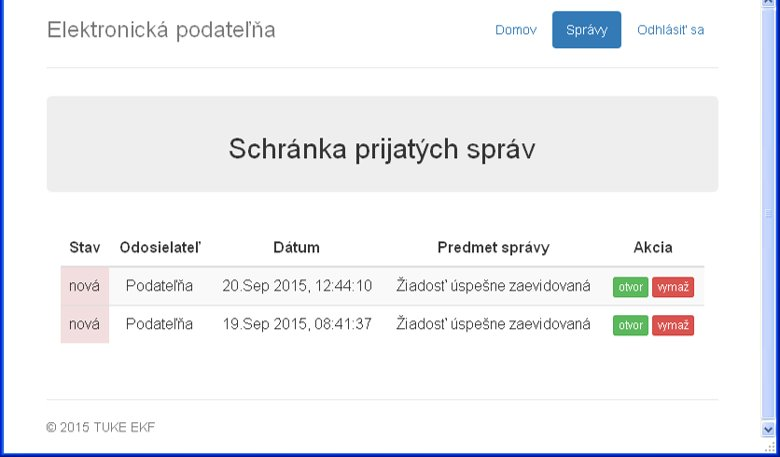 Elektronická podateľňa Domov Správy Odhlásiť sa
Schránka prijatých správ
Stav Odosielateľ Dátum Predmet správy Akcia
nová Podateľňa 20.Sep 2015, 12:44:10 Žiadosť úspešne zaevidovaná otvor vymaž
nová Podateľňa 19.Sep 2015, 08:41:37 Žiadosť úspešne zaevidovaná otvor vymaž
© 2015 TUKE EKF